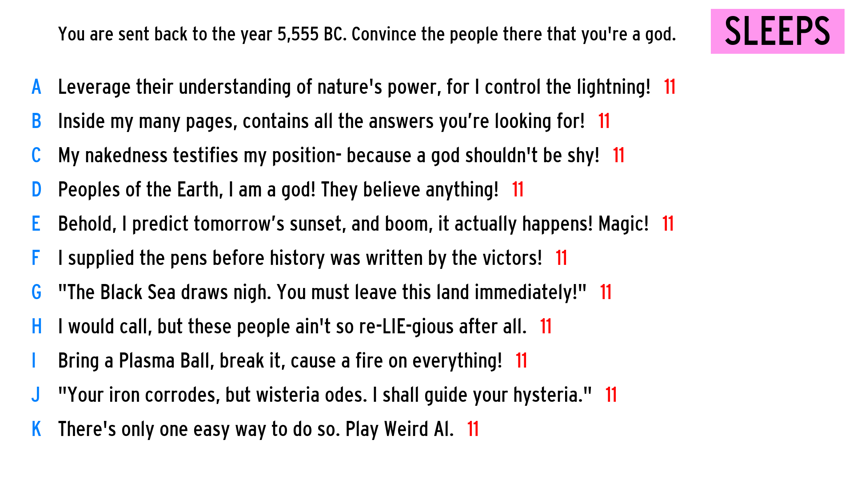 You are sent back to the year 5,555 BC. Convince the people there that you're a god.
SLEEPS
A Leverage their understanding of nature's power, for I control the lightning! 11
B Inside my many pages, contains all the answers you’re looking for! 11
C My nakedness testifies my position- because a god shouldn't be shy! 11
D Peoples of the Earth, I am a god! They believe anything! 11
E Behold, I predict tomorrow’s sunset, and boom, it actually happens! Magic! 11
F I supplied the pens before history was written by the victors! 11
G "The Black Sea draws nigh. You must leave this land immediately!" 11
H I would call, but these people ain't so re-LIE-gious after all. 11
I Bring a Plasma Ball, break it, cause a fire on everything! 11
J "Your iron corrodes, but wisteria odes. I shall guide your hysteria." 11
K There's only one easy way to do so. Play Weird Al. 11